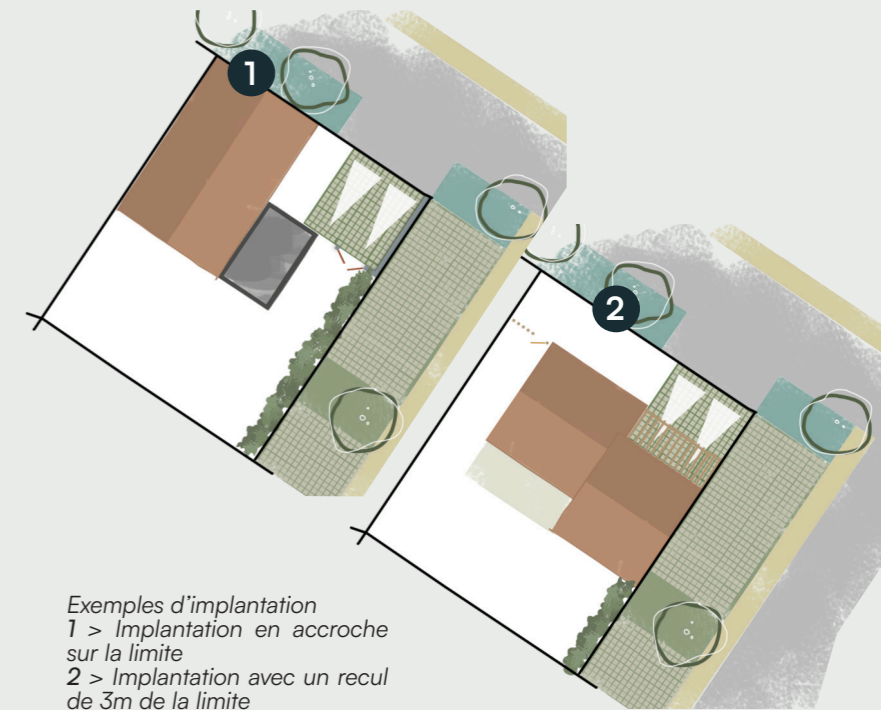 1
2
Exemples d'implantation
1 > Implantation en accroche
sur la limite
2 > Implantation avec un recul
de 3m de la limite